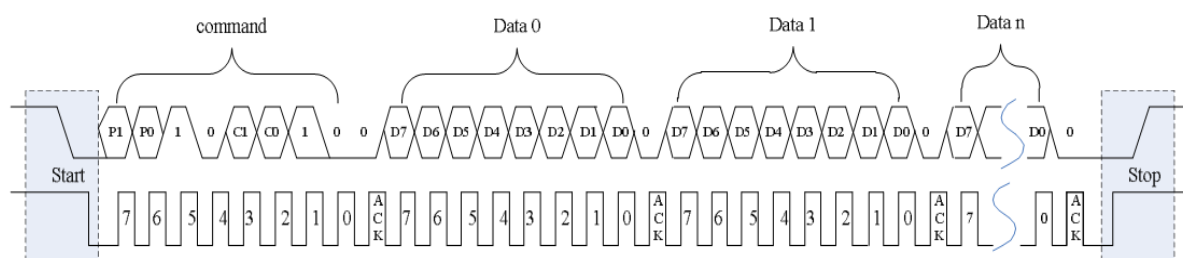 command Data 0 Data 1 Data n
P1 P0 1 0 C1 C0 1 0 0 D7 D6 D5 D4 D3 D2 D1 D0 0 D7 D6 D5 D4 D3 D2 D1 D0 0 D7 D0 0
Start Stop
7 6 5 4 3 2 1 0 ACK 7 6 5 4 3 2 1 0 ACK 7 6 5 4 3 2 1 0 ACK 7 0 ACK